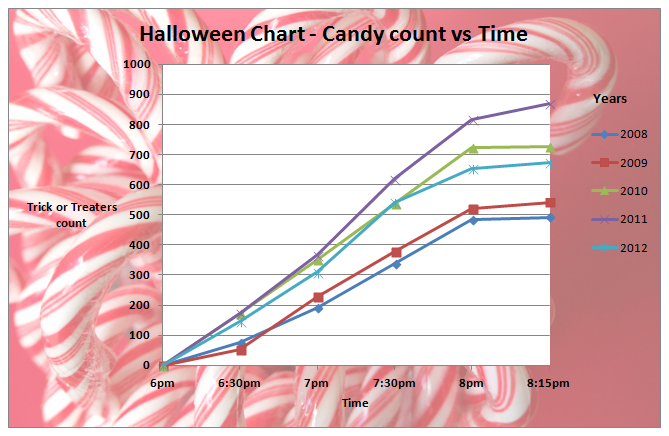 Halloween Chart - Candy count vs Time
1000
900
800
700
600
500
400
300
200
100
0
Trick or Treaters
count
6pm 6:30pm 7pm 7:30pm 8pm 8:15pm
Time
Years
2008
2009
2010
2011
2012